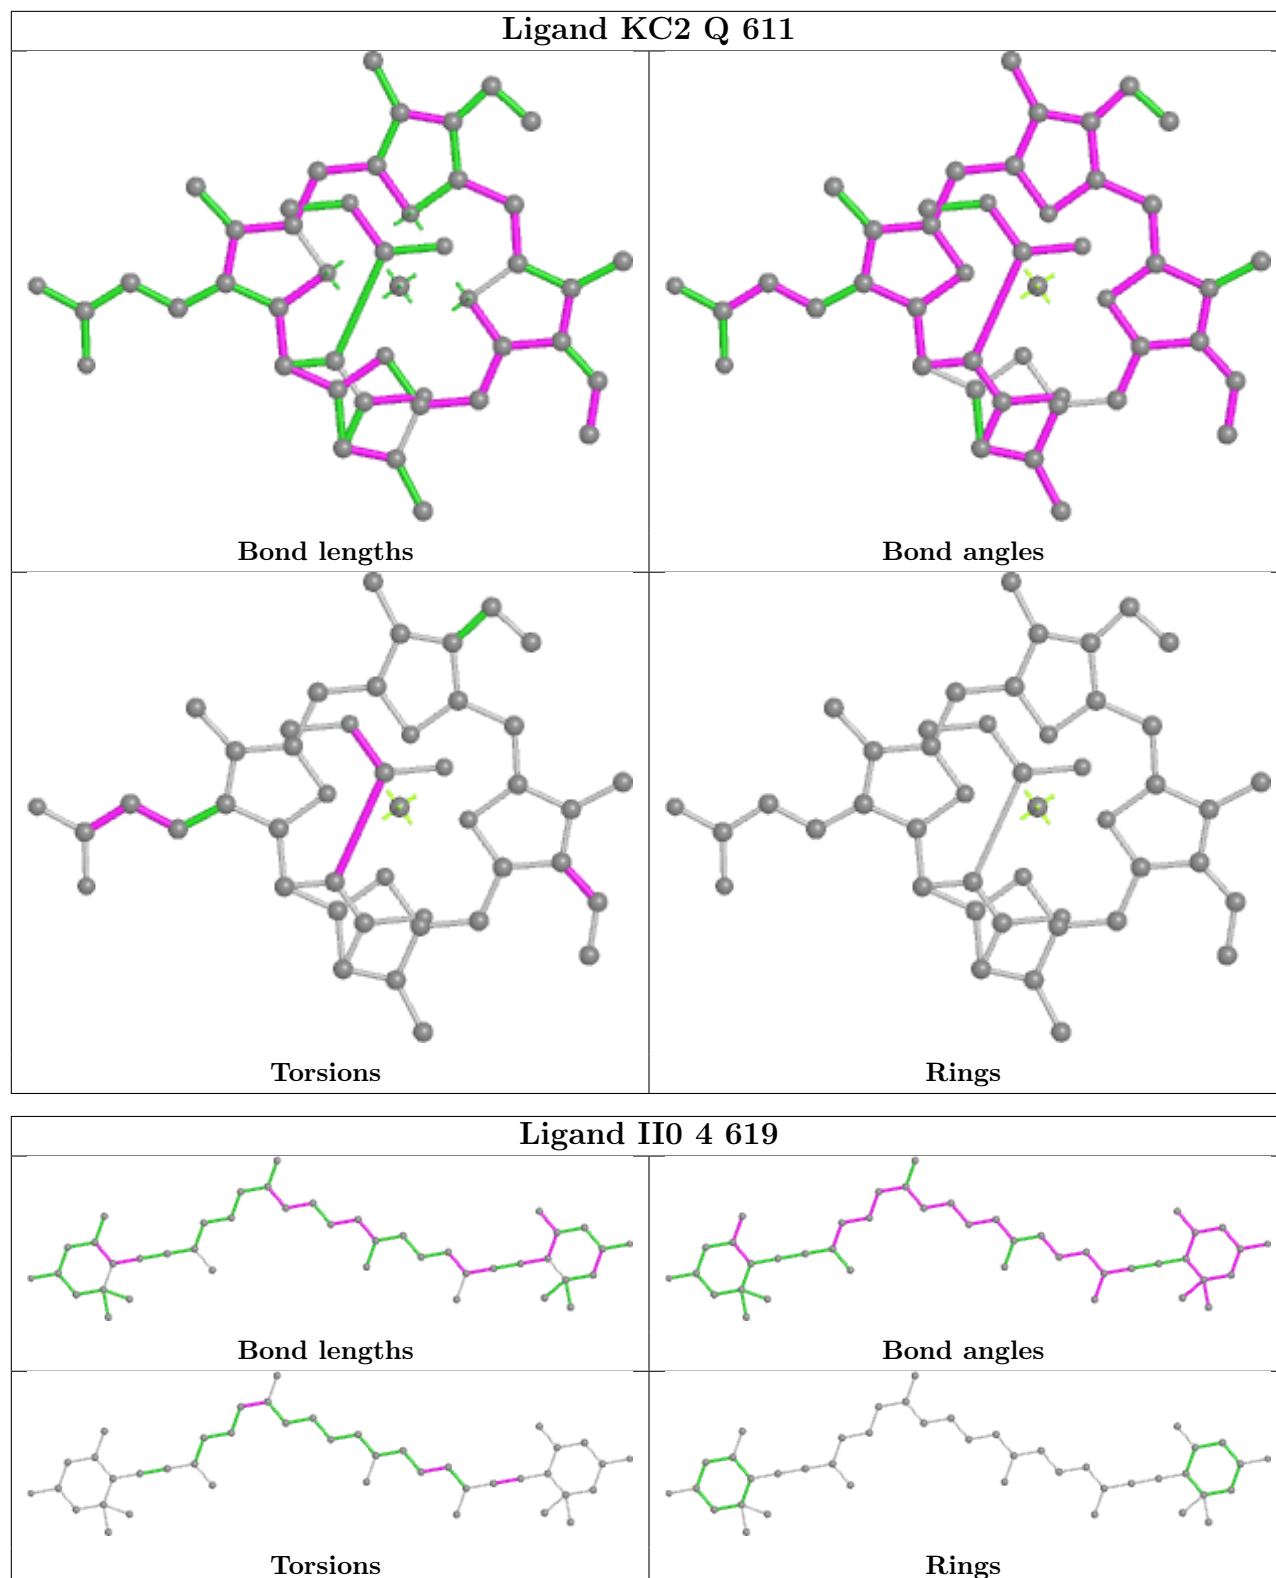 Ligand KC2 Q 611
Bond lengths
Bond angles
Torsions
Rings
Ligand II0 4 619
Bond lengths
Bond angles
Torsions
Rings